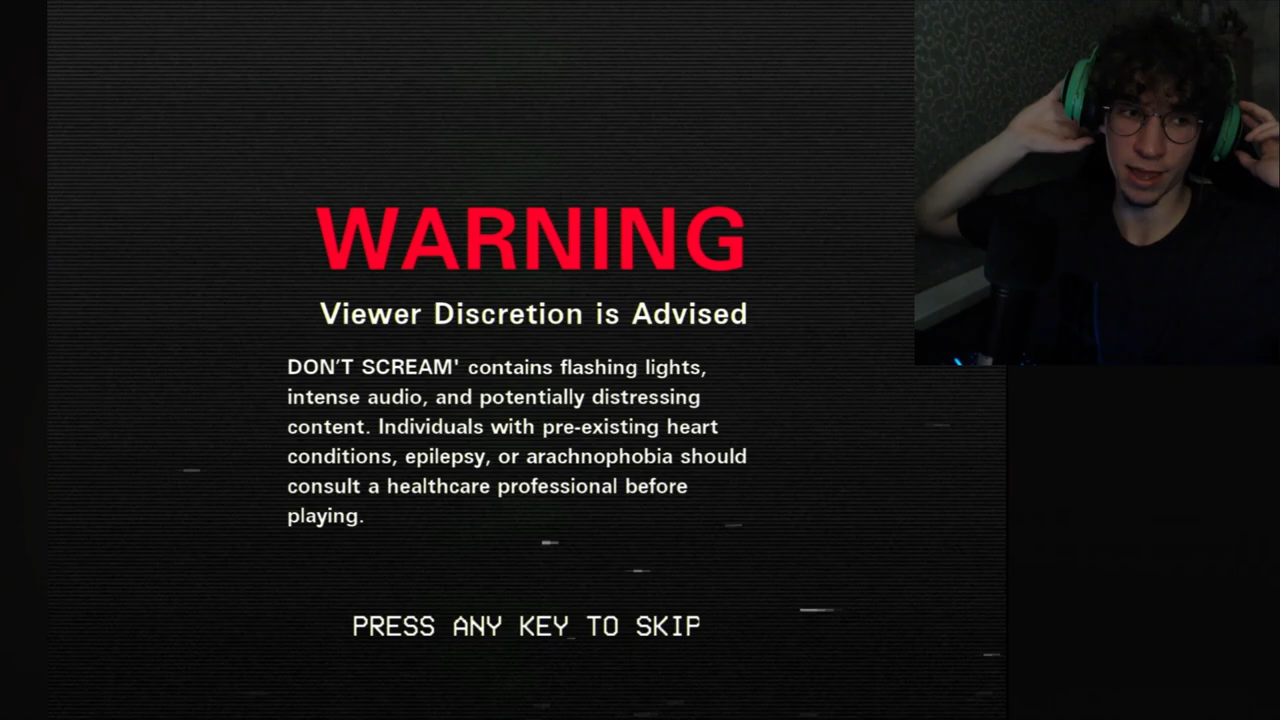 WARNING
Viewer Discretion is Advised
DON'T SCREAM' contains flashing lights,
intense audio, and potentially distressing
content. Individuals with pre-existing heart
conditions, epilepsy, or arachnophobia should
consult a healthcare professional before
playing.
PRESS ANY KEY TO SKIP